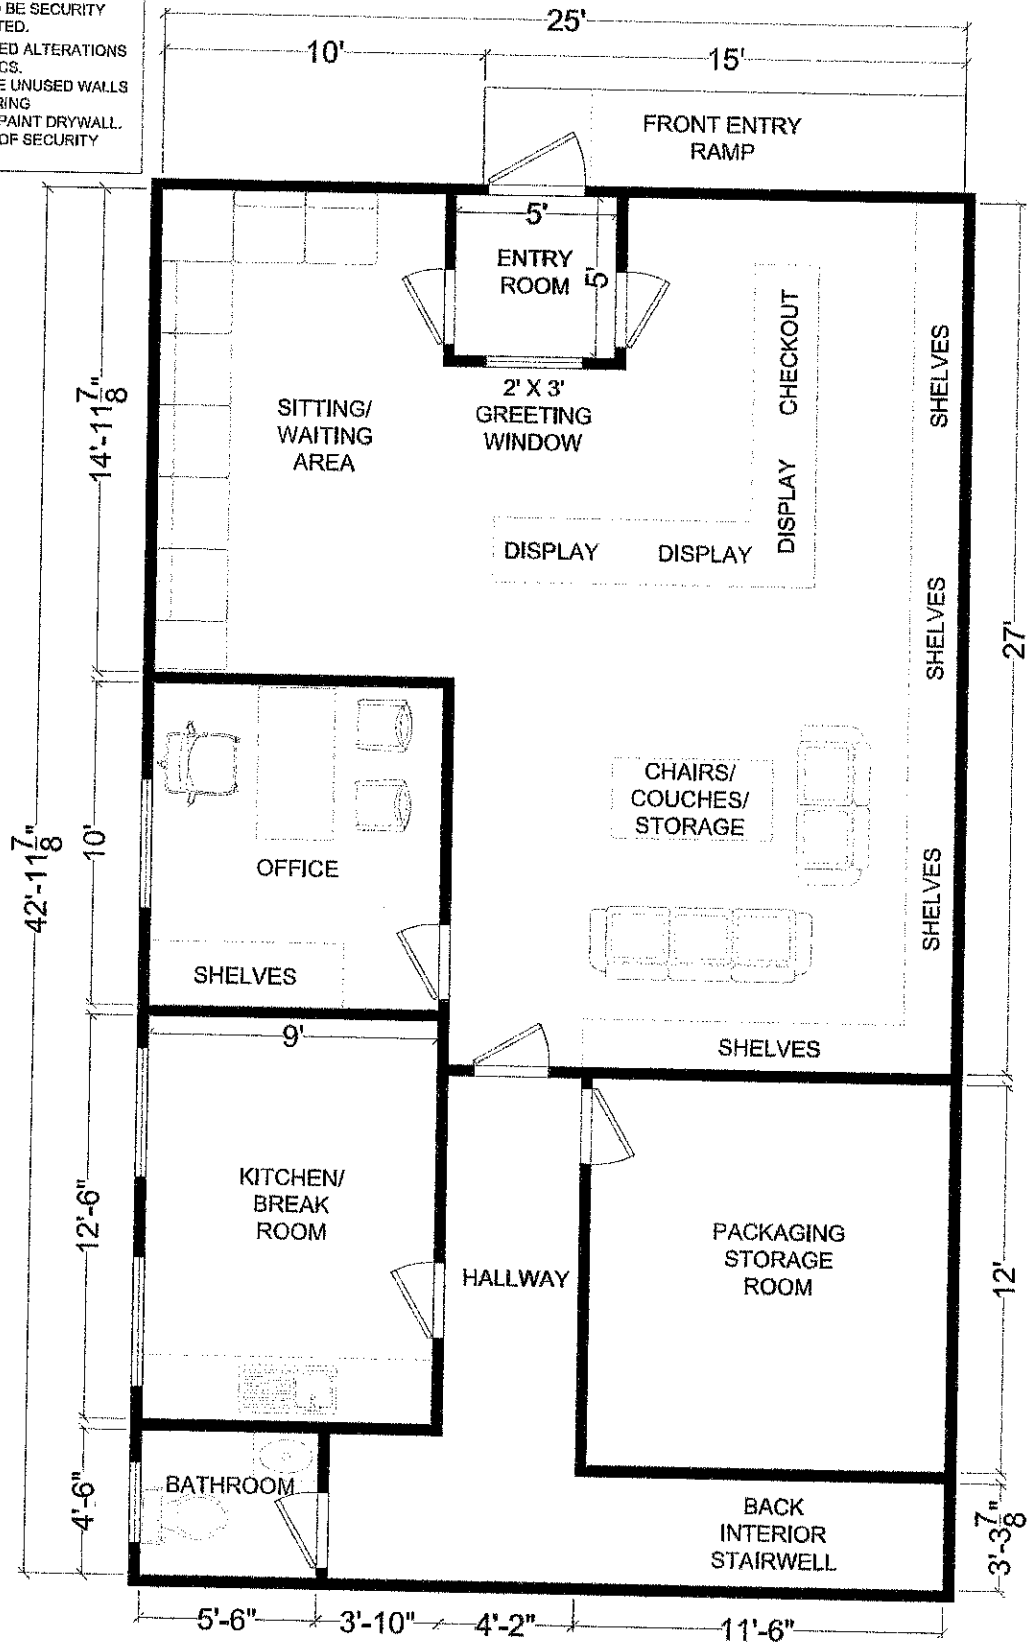 BE SECURITY
TED.
ED ALTERATIONS
CS.
E UNUSED WALLS
RING
PAINT DRYWALL.
OF SECURITY
25'
10'
15'
FRONT ENTRY
RAMP
5'
ENTRY
ROOM
5'
2' X 3'
GREETING
WINDOW
SITTING/
WAITING
AREA
CHECKOUT
DISPLAY
DISPLAY DISPLAY
SHELVES
SHELVES
SHELVES
14'-11 7/8"
42'-11 7/8"
10'
27'
OFFICE
SHELVES
CHAIRS/
COUCHES/
STORAGE
SHELVES
9'
KITCHEN/
BREAK
ROOM
12'-6"
HALLWAY
PACKAGING
STORAGE
ROOM
12'
BATHROOM
4'-6"
BACK
INTERIOR
STAIRWELL
3'-3 7/8"
5'-6"
3'-10"
4'-2"
11'-6"